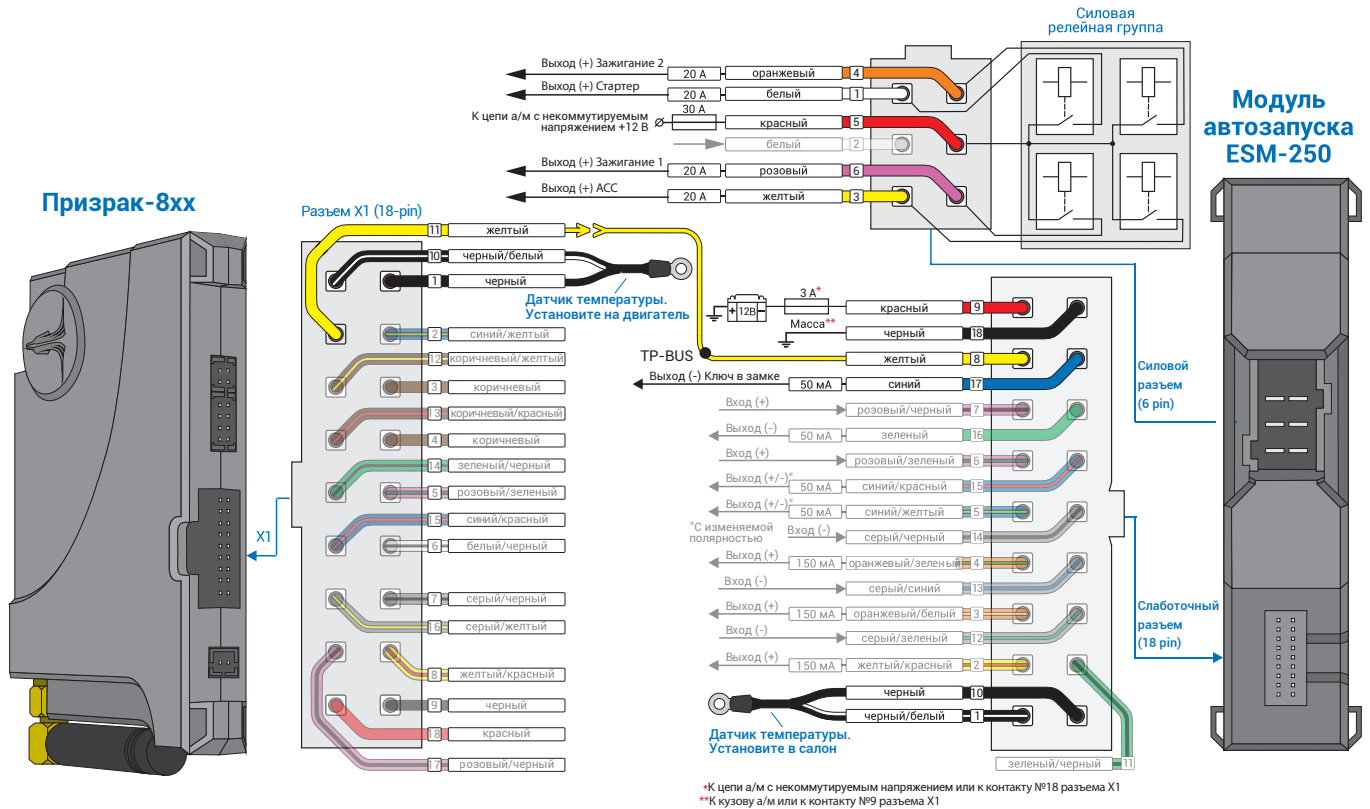 Призрак-8xx
X1
Разъем X1 (18-pin)
11 желтый
10 черный/белый
1 черный
Датчик температуры.
Установите на двигатель
2 синий/желтый
12 коричневый/желтый
3 коричневый
13 коричневый/красный
4 коричневый
14 зеленый/черный
5 розовый/зеленый
15 синий/красный
6 белый/черный
7 серый/черный
16 серый/желтый
8 желтый/красный
9 черный
18 красный
17 розовый/черный
Силовая
релейная группа
Выход (+) Зажигание 2 20 А оранжевый 4
Выход (+) Стартер 20 А белый 1
К цепи а/м с некоммутируемым
напряжением +12 В 30 А красный 5
белый 2
Выход (+) Зажигание 1 20 А розовый 6
Выход (+) ACC 20 А желтый 3
Модуль
автозапуска
ESM-250
+ 12В −
3 А* красный 9
Масса** черный 18
TP-BUS желтый 8
Выход (-) Ключ в замке 50 мА синий 17
Вход (+) розовый/черный 7
Выход (-) 50 мА зеленый 16
Вход (+) розовый/зеленый 6
Выход (+/-)* 50 мА синий/красный 15
Выход (+/-)* 50 мА синий/желтый 5
*С изменяемой
полярностью
Вход (-) серый/черный 14
Выход (+) 150 мА оранжевый/зеленый 4
Вход (-) серый/синий 13
Выход (+) 150 мА оранжевый/белый 3
Вход (-) серый/зеленый 12
Выход (+) 150 мА желтый/красный 2
черный 10
черный/белый 1
Датчик температуры.
Установите в салон
зеленый/черный 11
Силовой
разъем
(6 pin)
Слаботочный
разъем
(18 pin)
*К цепи а/м с некоммутируемым напряжением или к контакту №18 разъема X1
**К кузову а/м или к контакту №9 разъема X1